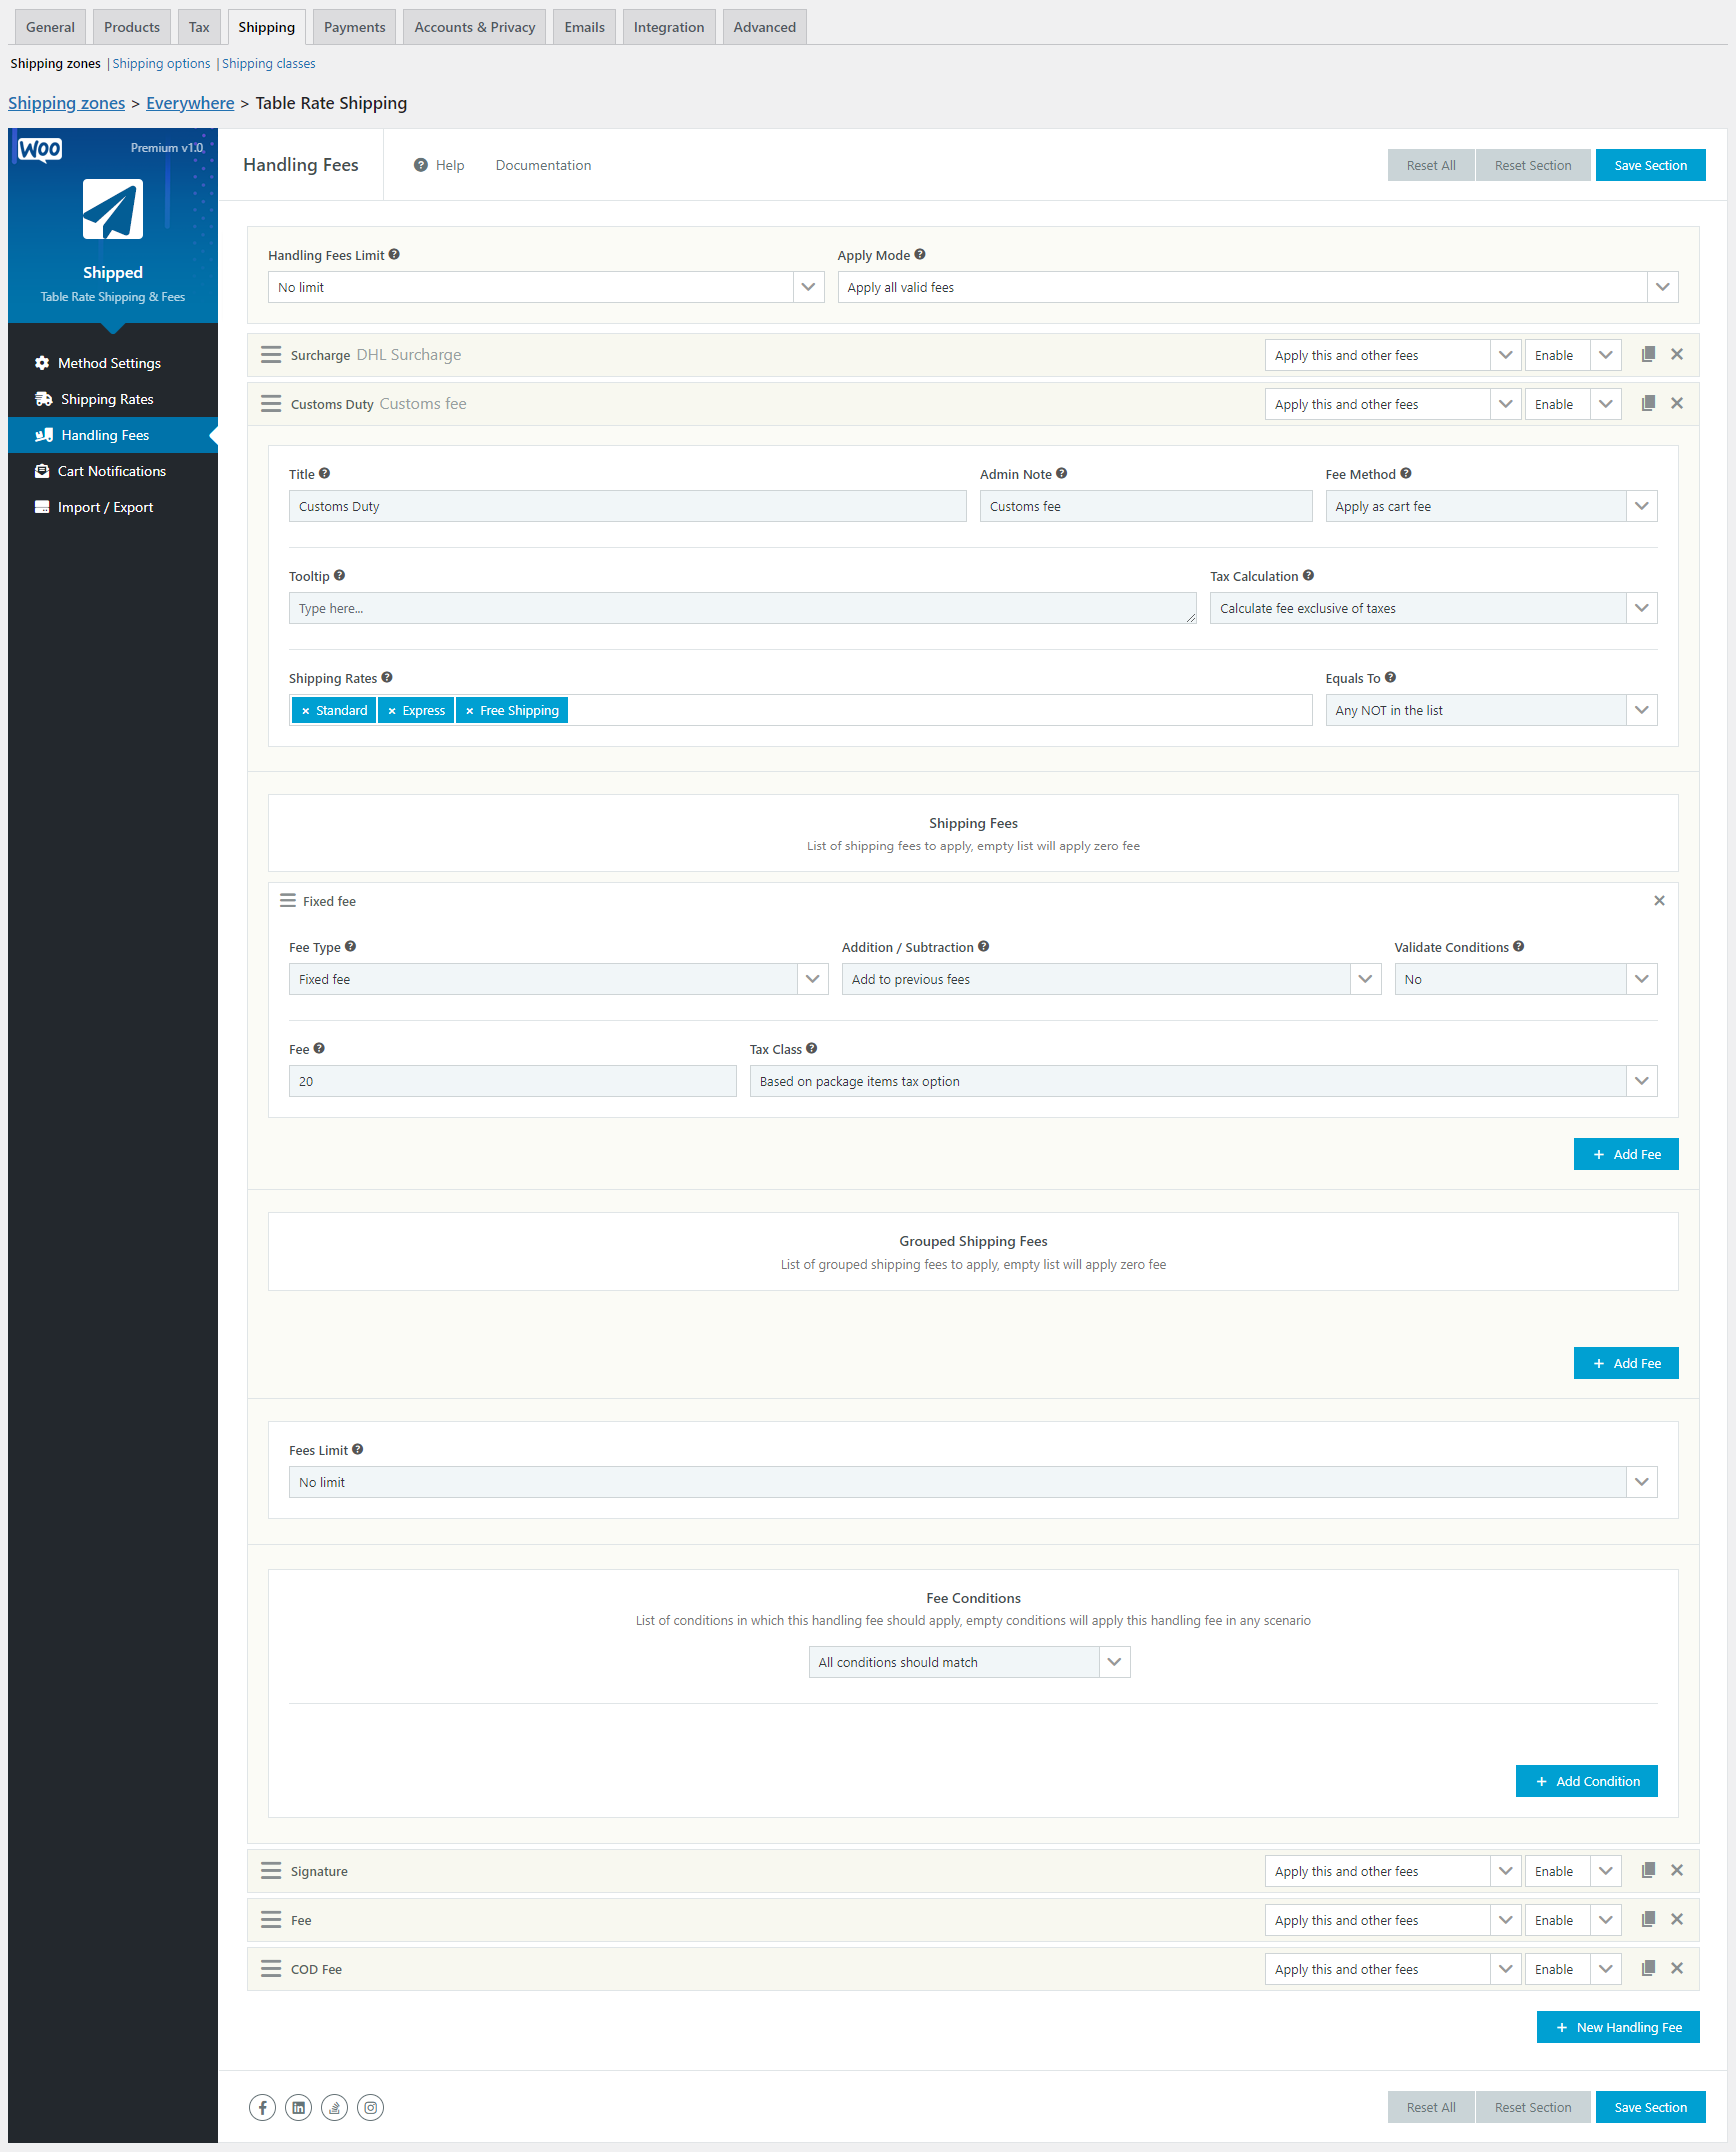 General Products Tax Shipping Payments Accounts & Privacy Emails Integration Advanced
Shipping zones | Shipping options | Shipping classes
Shipping zones > Everywhere > Table Rate Shipping
WOO Premium v1.0
Shipped
Table Rate Shipping & Fees
Method Settings
Shipping Rates
Handling Fees
Cart Notifications
Import / Export
Handling Fees Help Documentation Reset All Reset Section Save Section
Handling Fees Limit Apply Mode
No limit Apply all valid fees
Surcharge DHL Surcharge Apply this and other fees Enable
Customs Duty Customs fee Apply this and other fees Enable
Title Admin Note Fee Method
Customs Duty Customs fee Apply as cart fee
Tooltip Tax Calculation
Type here... Calculate fee exclusive of taxes
Shipping Rates Equals To
× Standard × Express × Free Shipping Any NOT in the list
Shipping Fees
List of shipping fees to apply, empty list will apply zero fee
Fixed fee
Fee Type Addition / Subtraction Validate Conditions
Fixed fee Add to previous fees No
Fee Tax Class
20 Based on package items tax option
+ Add Fee
Grouped Shipping Fees
List of grouped shipping fees to apply, empty list will apply zero fee
+ Add Fee
Fees Limit
No limit
Fee Conditions
List of conditions in which this handling fee should apply, empty conditions will apply this handling fee in any scenario
All conditions should match
+ Add Condition
Signature Apply this and other fees Enable
Fee Apply this and other fees Enable
COD Fee Apply this and other fees Enable
+ New Handling Fee
Reset All Reset Section Save Section